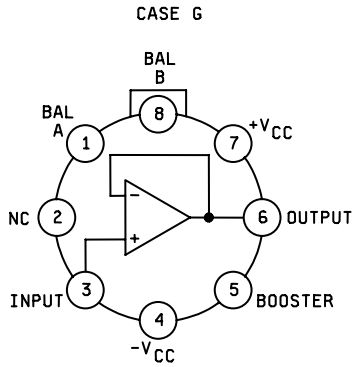 CASE G
BAL
B
8
BAL
A
1
7
+VCC
-
NC
2
6
OUTPUT
+
INPUT
3
5
BOOSTER
4
-VCC